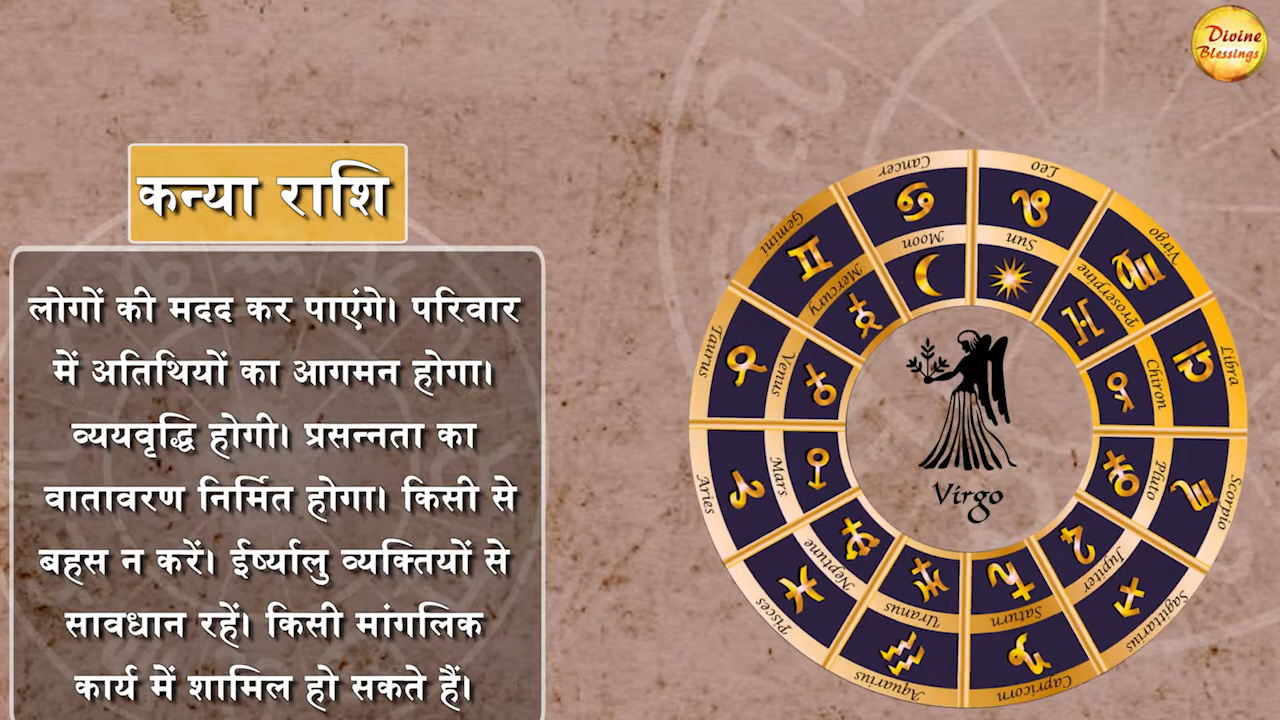 Divine
Blessings
कन्या राशि
लोगों की मदद कर पाएंगे। परिवार
में अतिथियों का आगमन होगा।
व्ययवृद्धि होगी। प्रसन्नता का
वातावरण निर्मित होगा। किसी से
बहस न करें। ईर्ष्यालु व्यक्तियों से
सावधान रहें। किसी मांगलिक
कार्य में शामिल हो सकते हैं।
Cancer
Leo
Virgo
Libra
Scorpio
Sagittarius
Capricorn
Aquarius
Pisces
Aries
Taurus
Gemini
Moon
Sun
Proserpine
Chiron
Pluto
Jupiter
Saturn
Uranus
Neptune
Mars
Venus
Mercury
Virgo